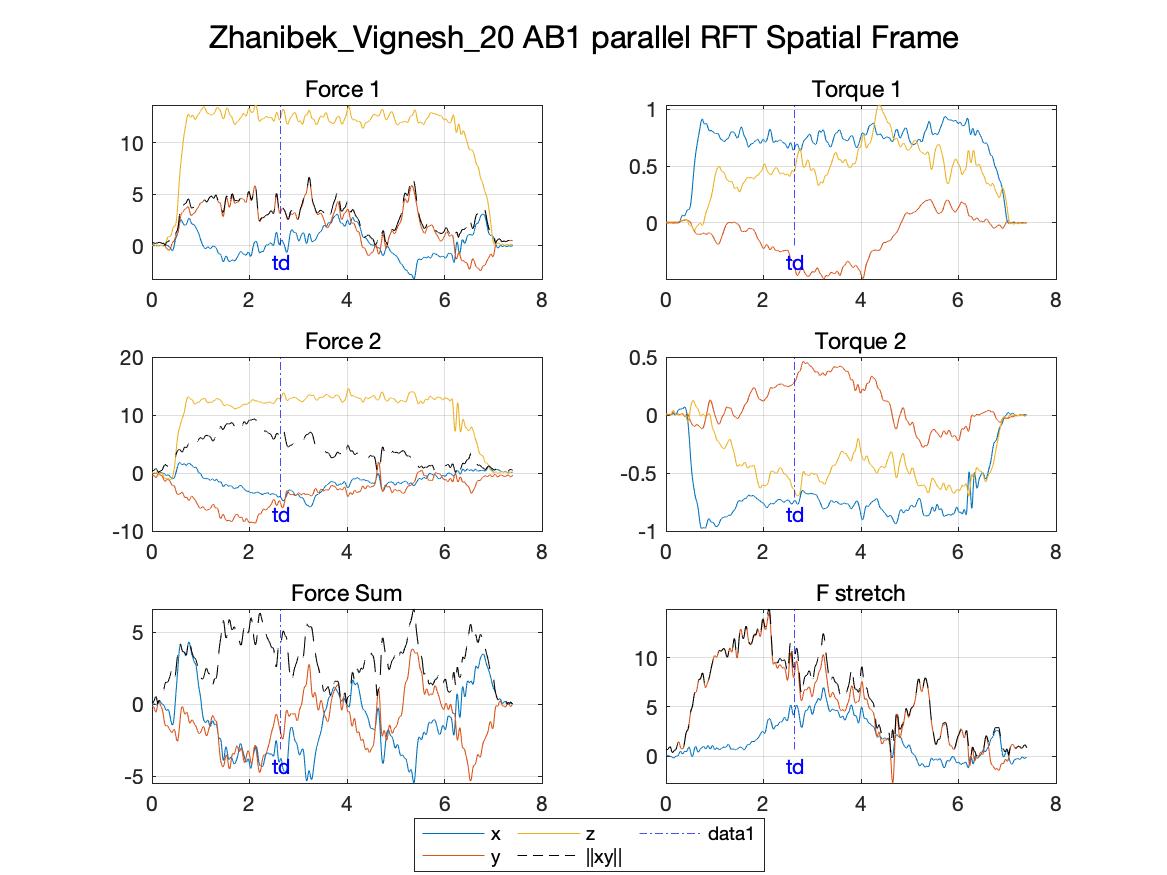 Zhanibek_Vignesh_20 AB1 parallel RFT Spatial Frame
Force 1
10
5
0
td
0 2 4 6 8
Torque 1
1
0.5
0
td
0 2 4 6 8
Force 2
20
10
0
-10
td
0 2 4 6 8
Torque 2
0.5
0
-0.5
-1
td
0 2 4 6 8
Force Sum
5
0
-5
td
0 2 4 6 8
F stretch
10
5
0
td
0 2 4 6 8
x z data1
y ||xy||